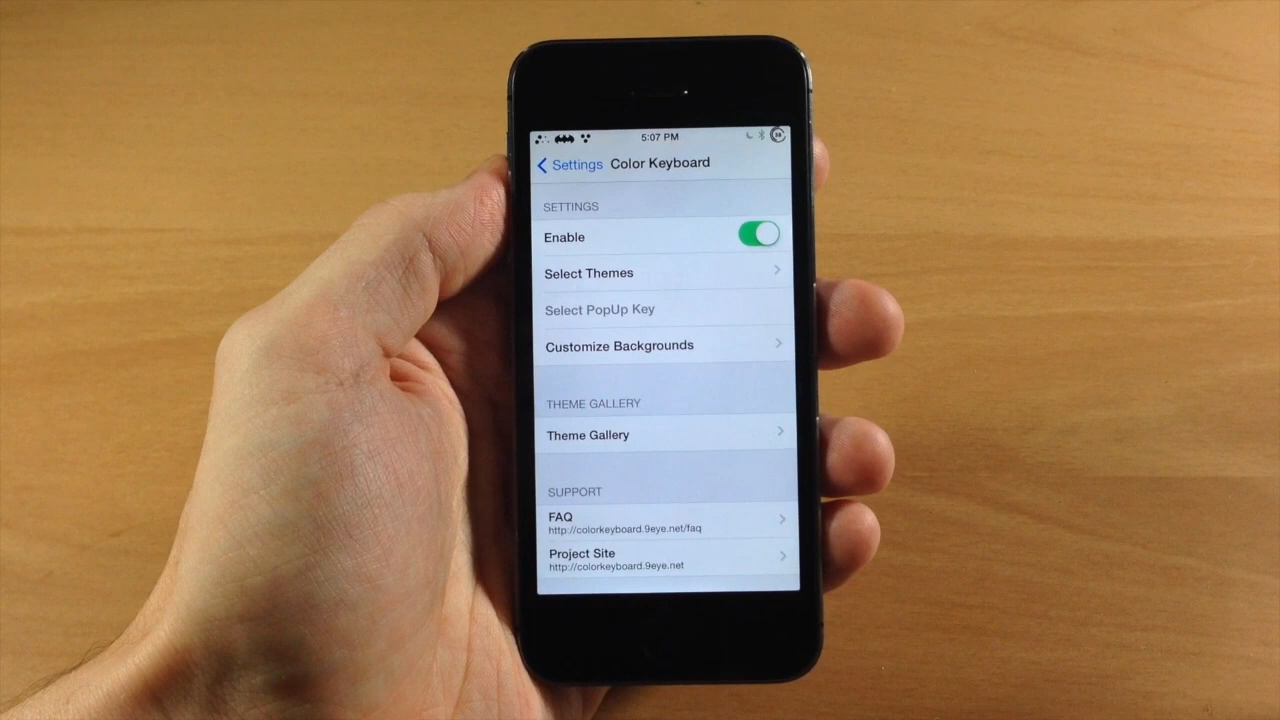 5:07 PM
Settings Color Keyboard
SETTINGS
Enable
Select Themes
Select PopUp Key
Customize Backgrounds
THEME GALLERY
Theme Gallery
SUPPORT
FAQ
http://colorkeyboard.9eye.net/faq
Project Site
http://colorkeyboard.9eye.net